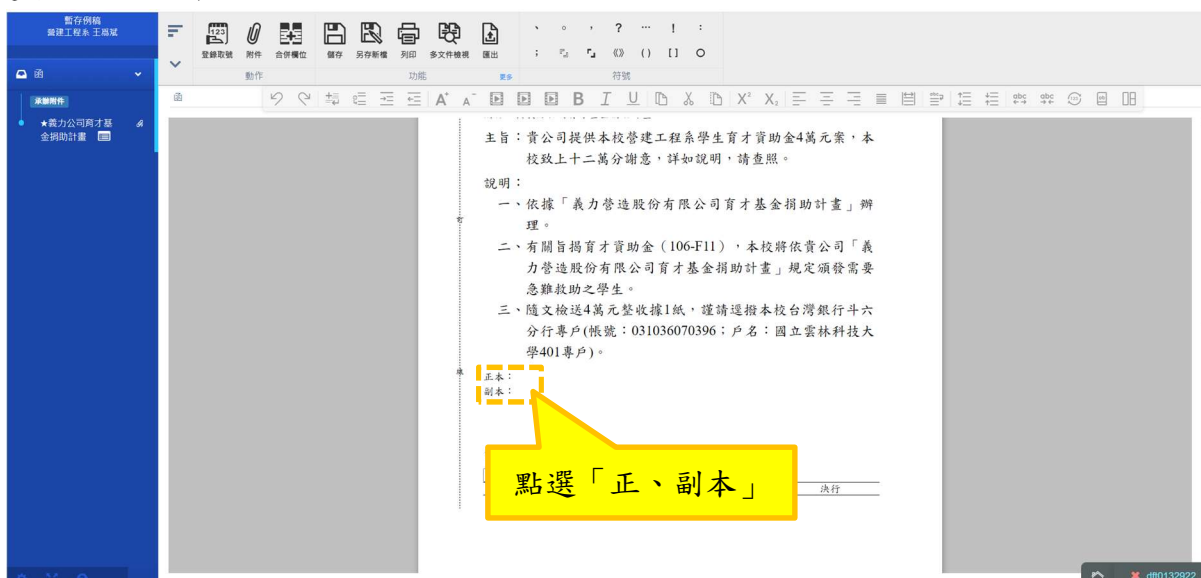 暫存例稿
營建工程系 王𡍼斌
函
承辦附件
★義力公司育才基
金捐助計畫
登錄取號
附件
合併欄位
動作
儲存
另存新檔
列印
多文件檢視
匯出
功能
更多
、 。 , ? … ! :
; 『』 「」 《》 ( ) [ ] ○
符號
函
A+ A- B I U X² X₂
主旨：貴公司提供本校營建工程系學生育才資助金4萬元案，本
校致上十二萬分謝意，詳如說明，請查照。
說明：
一、依據「義力營造股份有限公司育才基金捐助計畫」辦
理。
二、有關旨揭育才資助金（106-F11），本校將依貴公司「義
力營造股份有限公司育才基金捐助計畫」規定頒發需要
急難救助之學生。
三、隨文檢送4萬元整收據1紙，謹請逕撥本校台灣銀行斗六
分行專戶(帳號：031036070396；戶名：國立雲林科技大
學401專戶)。
訂
線
正本：
副本：
點選「正、副本」
決行
dft0132922